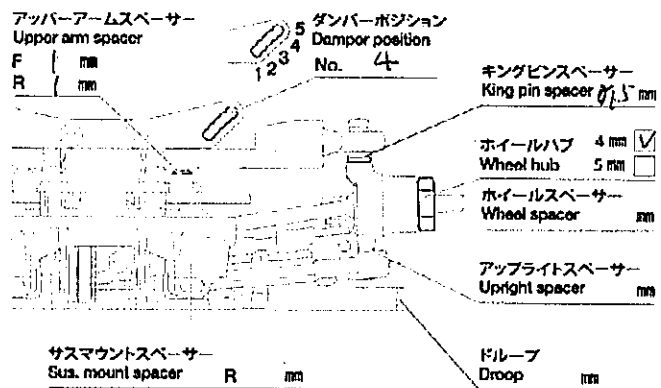 アッパーアームスペーサー
Upper arm spacer
F 1 mm
R 1 mm
5
4
3
2
1
ダンパーポジション
Dampor position
No. 4
キングピンスペーサー
King pin spacer 1.5 mm
ホイールハブ 4 mm ✓
Wheel hub 5 mm
ホイールスペーサー
Wheel spacer mm
アップライトスペーサー
Upright spacer mm
サスマウントスペーサー
Sus. mount spacer R mm
ドループ
Droop mm